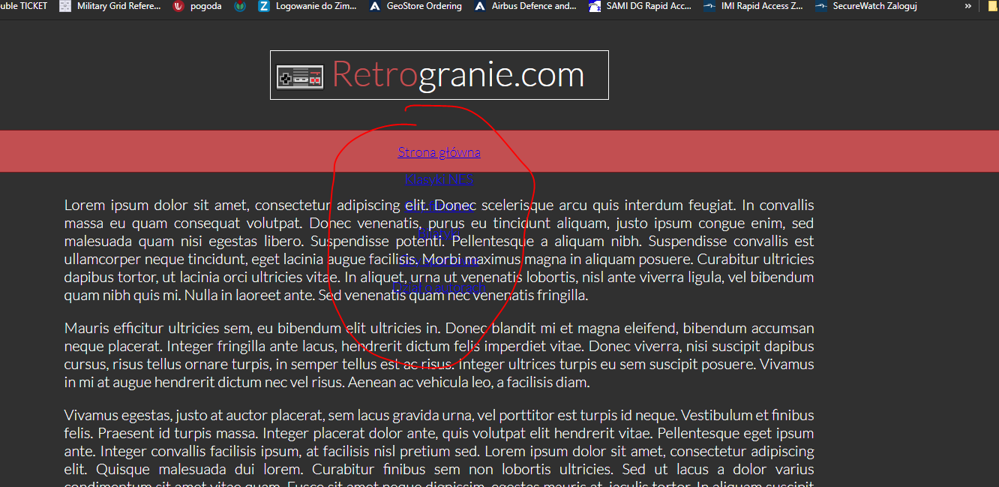 uble TICKET Military Grid Refere... pogoda Logowanie do Zim... GeoStore Ordering Airbus Defence and... SAMI DG Rapid Acc... IMI Rapid Access Z... SecureWatch Zaloguj »
Retrogranie.com
Strona główna
Klasyki NES
Lorem ipsum dolor sit amet, consectetur adipiscing elit. Donec scelerisque arcu quis interdum feugiat. In convallis
massa eu quam consequat volutpat. Donec venenatis, purus eu tincidunt aliquam, justo ipsum congue enim, sed
malesuada quam nisi egestas libero. Suspendisse potenti. Pellentesque a aliquam nibh. Suspendisse convallis est
ullamcorper neque tincidunt, eget lacinia augue facilisis. Morbi maximus magna in aliquam posuere. Curabitur ultricies
dapibus tortor, ut lacinia orci ultricies vitae. In aliquet, urna ut venenatis lobortis, nisl ante viverra ligula, vel bibendum
Dział o autorach
quam nibh quis mi. Nulla in laoreet ante. Sed venenatis quam nec venenatis fringilla.
Mauris efficitur ultricies sem, eu bibendum elit ultricies in. Donec blandit mi et magna eleifend, bibendum accumsan
neque placerat. Integer fringilla ante lacus, hendrerit dictum felis imperdiet vitae. Donec viverra, nisi suscipit dapibus
cursus, risus tellus ornare turpis, in semper tellus est ac risus. Integer ultrices turpis eu sem suscipit posuere. Vivamus
in mi at augue hendrerit dictum nec vel risus. Aenean ac vehicula leo, a facilisis diam.
Vivamus egestas, justo at auctor placerat, sem lacus gravida urna, vel porttitor est turpis id neque. Vestibulum et finibus
felis. Praesent id turpis massa. Integer placerat dolor ante, quis volutpat elit hendrerit vitae. Pellentesque eget ipsum
ante. Integer convallis facilisis ipsum, at facilisis nisl pretium sed. Lorem ipsum dolor sit amet, consectetur adipiscing
elit. Quisque malesuada dui lorem. Curabitur finibus sem non lobortis ultricies. Sed ut lacus a dolor varius
condimentum sit amet vitae quam. Fusce sit amet neque dignissim, egestas mauris at, iaculis tortor. In aliquam suscipit